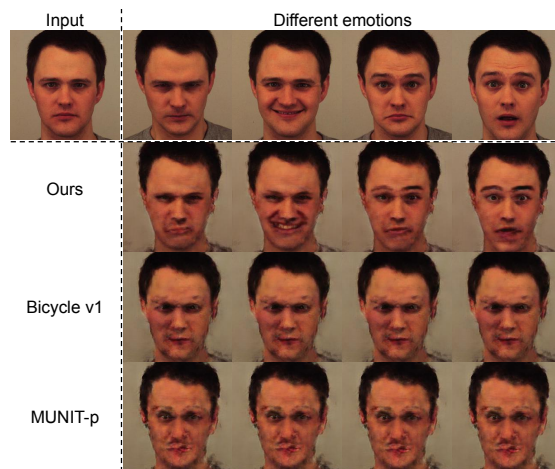 Input
Different emotions
Ours
Bicycle v1
MUNIT-p